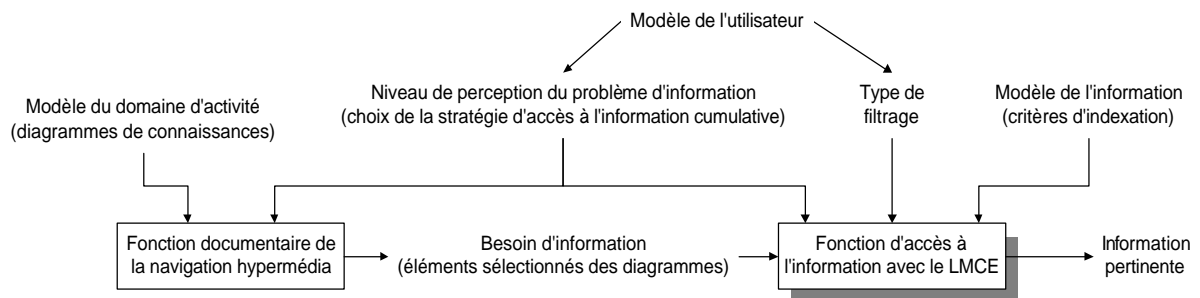 Modèle de l'utilisateur
Niveau de perception du problème d'information
(choix de la stratégie d'accès à l'information cumulative)
Type de
filtrage
Modèle de l'information
(critères d'indexation)
Modèle du domaine d'activité
(diagrammes de connaissances)
Fonction documentaire de
la navigation hypermédia
Besoin d'information
(éléments sélectionnés des diagrammes)
Fonction d'accès à
l'information avec le LMCE
Information
pertinente